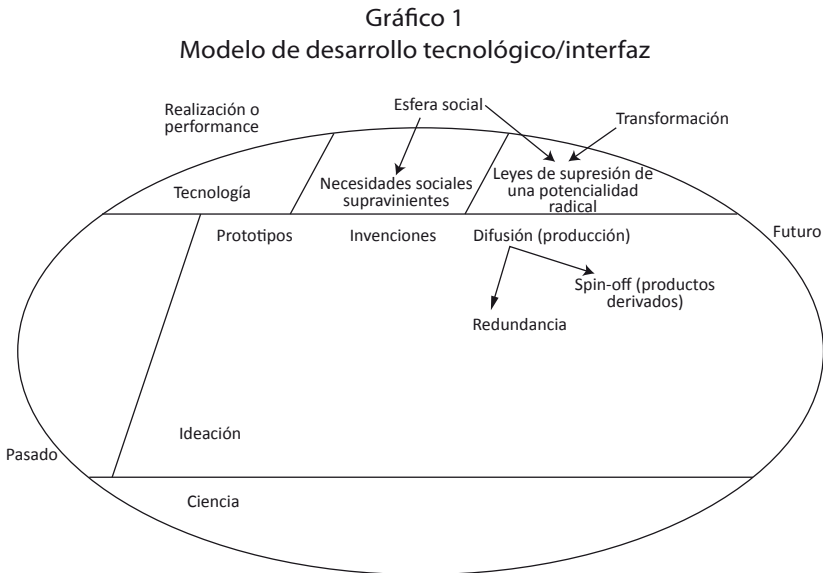 Gráfico 1
Modelo de desarrollo tecnológico/interfaz
Realización o
performance
Esfera social
Transformación
Tecnología
Necesidades sociales
supravinientes
Leyes de supresión de
una potencialidad
radical
Prototipos
Invenciones
Difusión (producción)
Futuro
Spin-off (productos
derivados)
Redundancia
Ideación
Pasado
Ciencia